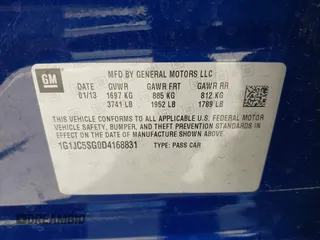 GM
MFD BY GENERAL MOTORS LLC
DATE GVWR GAWR FRT GAWR RR
01/13 1697 KG 885 KG 812 KG
3741 LB 1952 LB 1789 LB
THIS VEHICLE CONFORMS TO ALL APPLICABLE U.S. FEDERAL MOTOR
VEHICLE SAFETY, BUMPER, AND THEFT PREVENTION STANDARDS IN
EFFECT ON THE DATE OF MANUFACTURE SHOWN ABOVE.
1G1JC5SG0D4168831 TYPE: PASS CAR